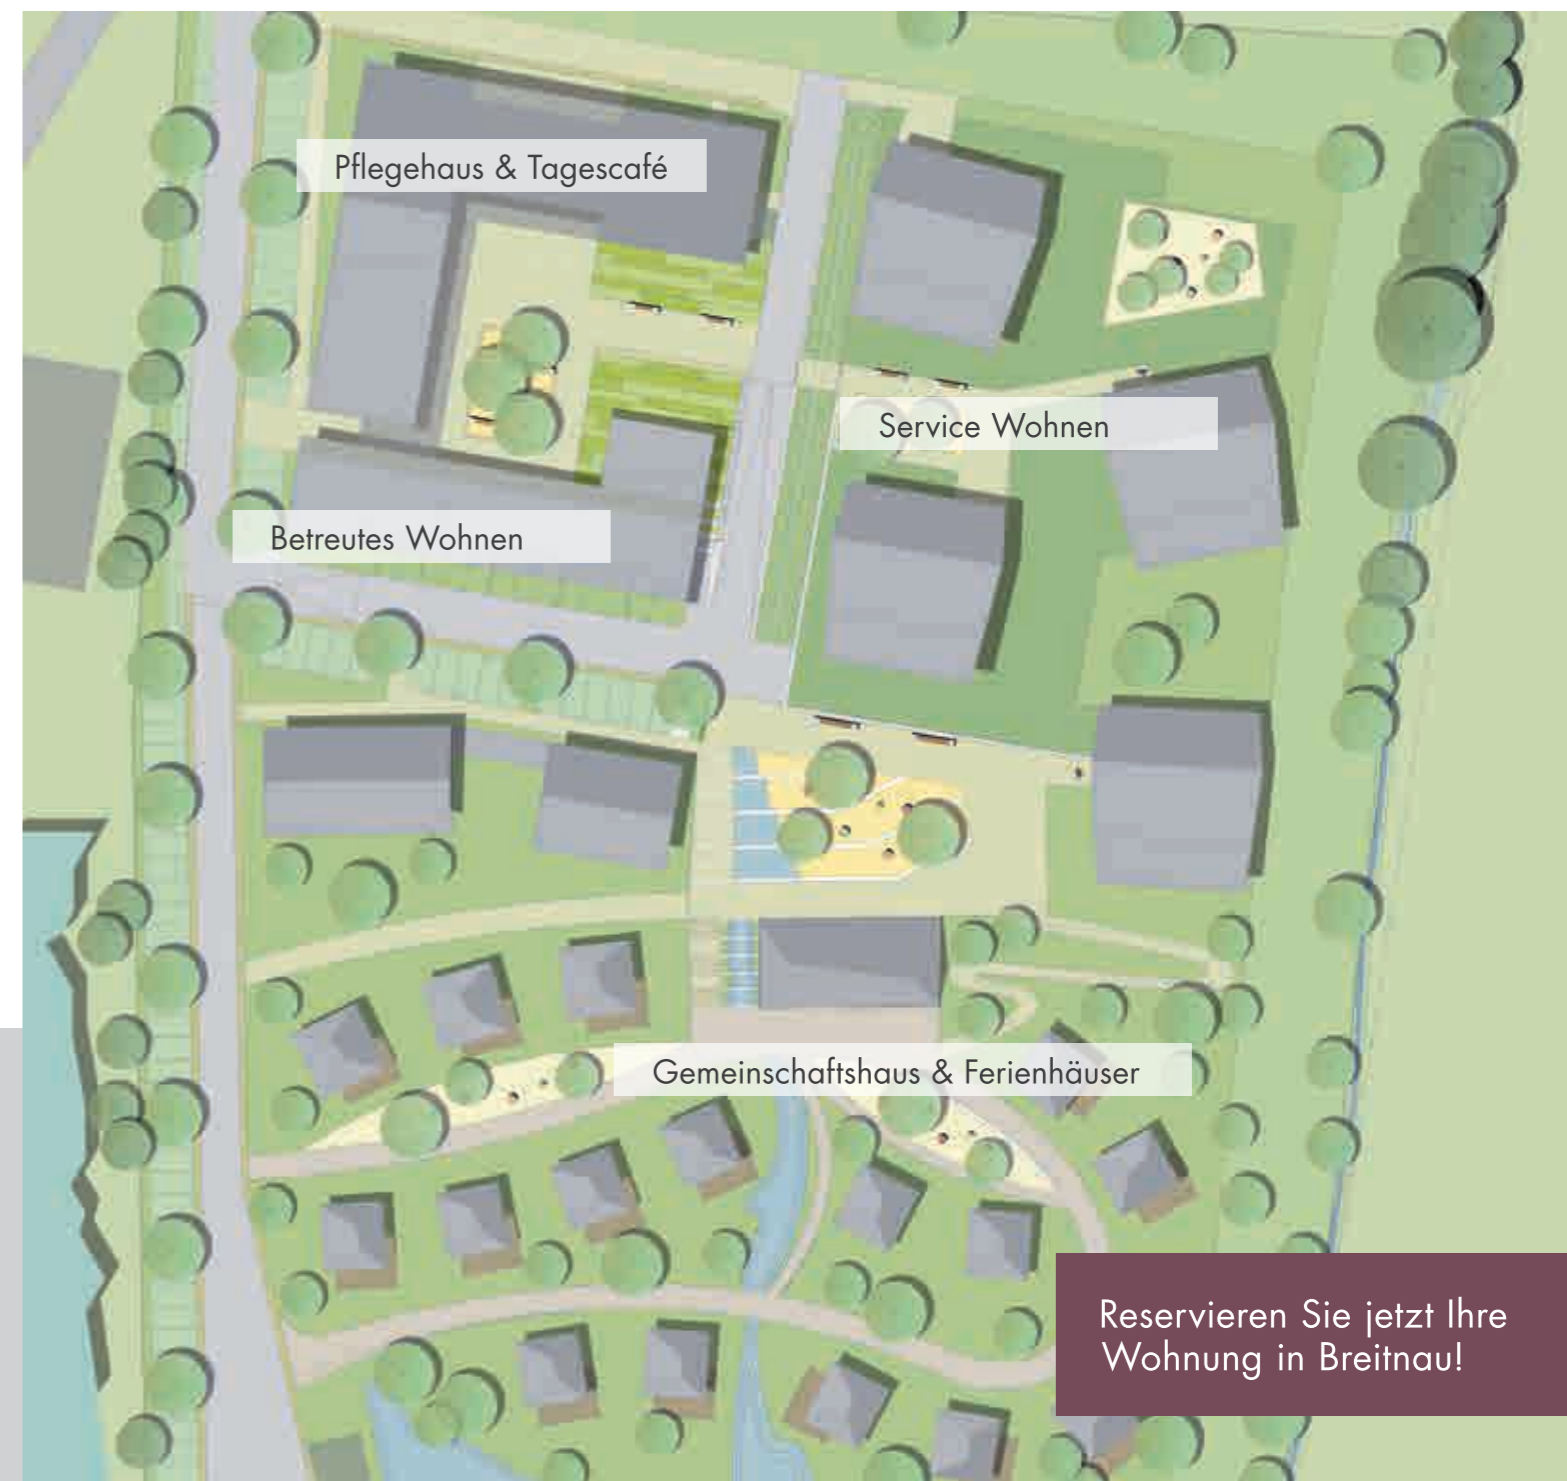 Pflegehaus & Tagescafé
Service Wohnen
Betreutes Wohnen
Gemeinschaftshaus & Ferienhäuser
Reservieren Sie jetzt Ihre
Wohnung in Breitnau!